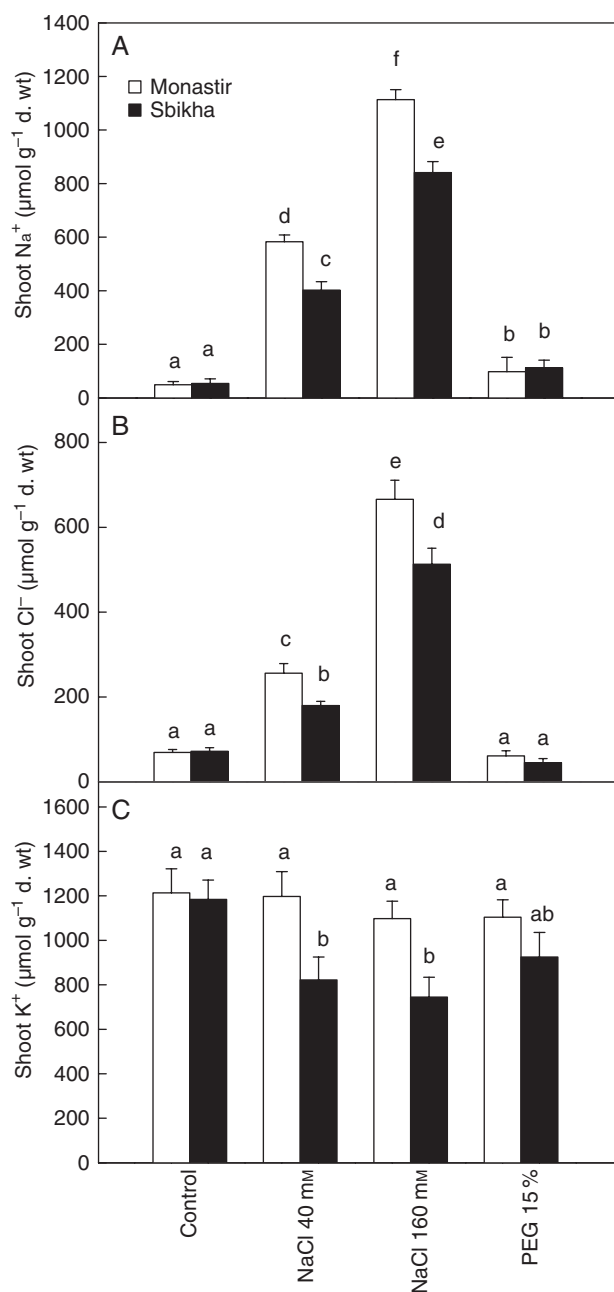 A
Monastir
Sbikha
Shoot Na⁺ (µmol g⁻¹ d. wt)
1400
1200
1000
800
600
400
200
0
a a d c f e b b
B
Shoot Cl⁻ (µmol g⁻¹ d. wt)
800
600
400
200
0
a a c b e d a a
C
Shoot K⁺ (µmol g⁻¹ d. wt)
1600
1400
1200
1000
800
600
400
200
0
a a a b a b a ab
Control
NaCl 40 mM
NaCl 160 mM
PEG 15 %